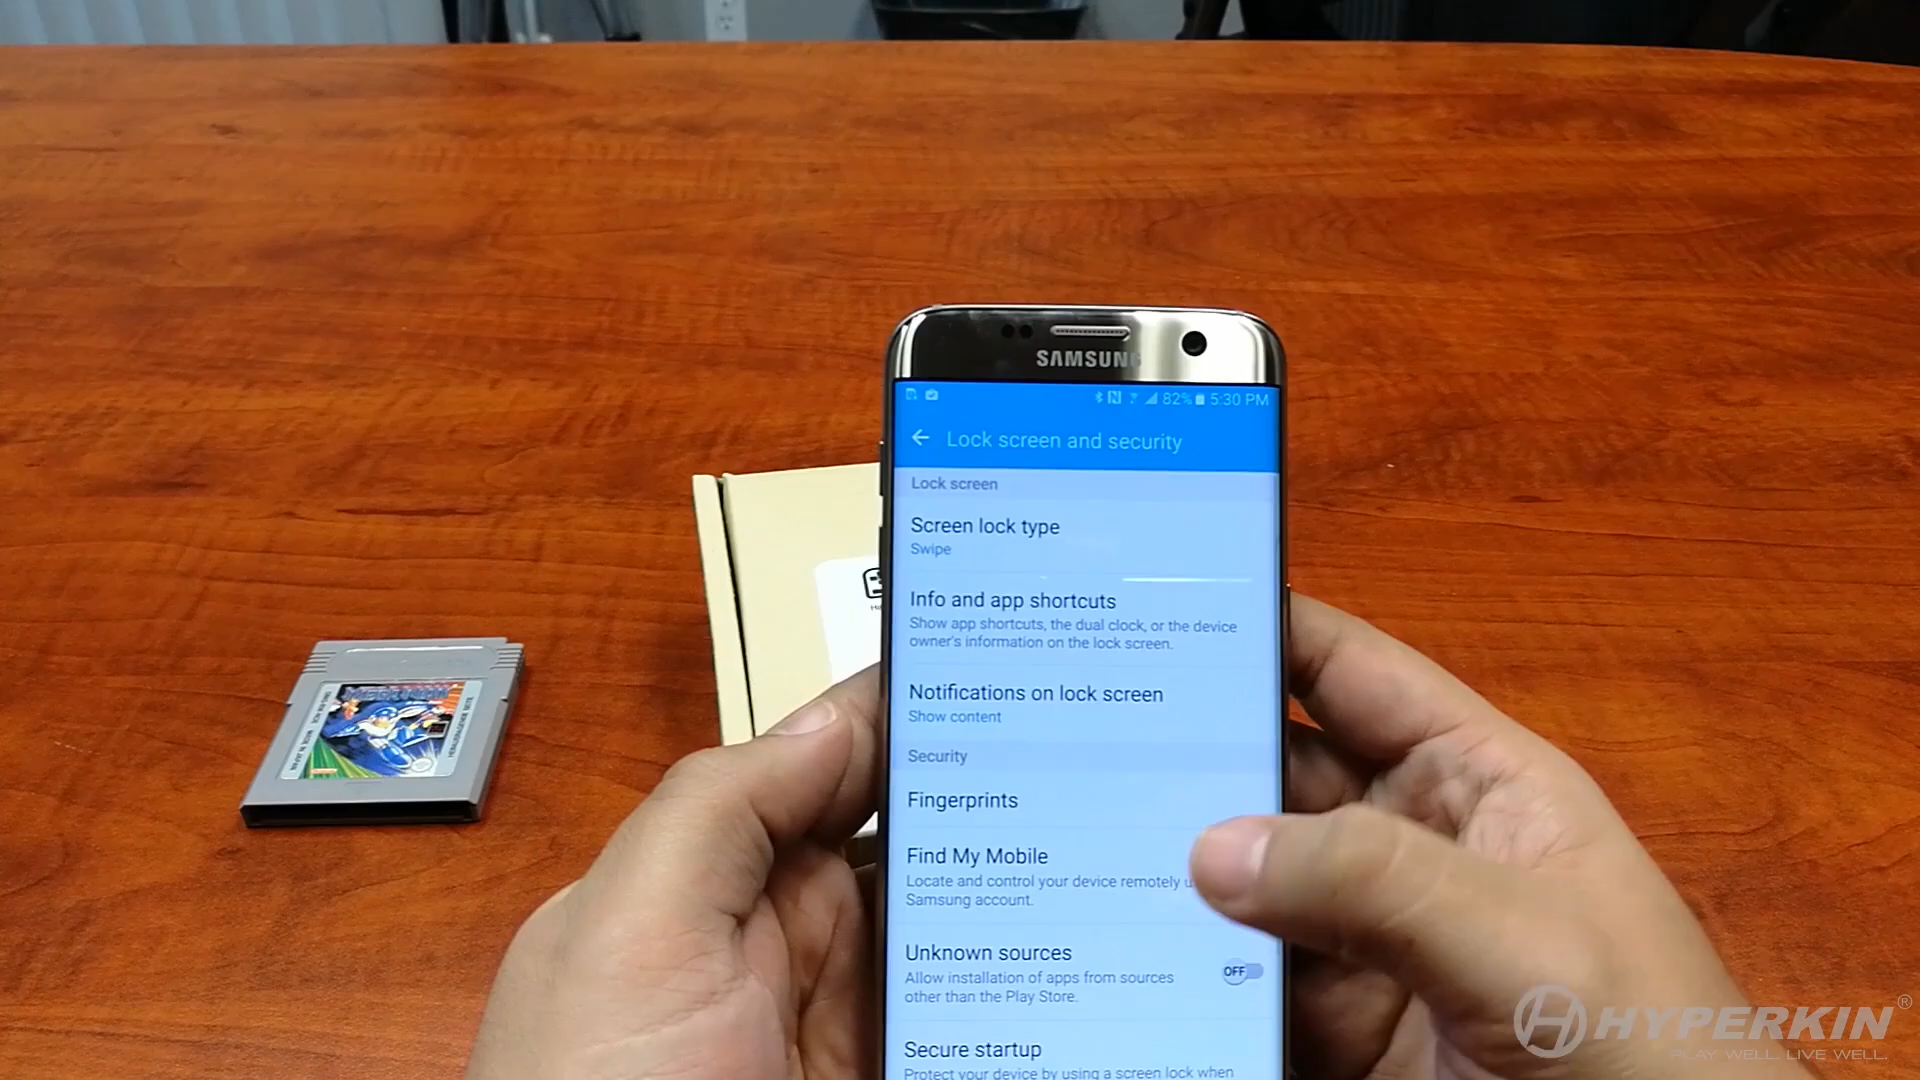 SAMSUNG
82% 5:30 PM
Lock screen and security
Lock screen
Screen lock type
Swipe
Info and app shortcuts
Show app shortcuts, the dual clock, or the device
owner's information on the lock screen.
Notifications on lock screen
Show content
Security
Fingerprints
Find My Mobile
Locate and control your device remotely
Samsung account.
Unknown sources
Allow installation of apps from sources
other than the Play Store.
OFF
Secure startup
Protect your device by using a screen lock when
MEGAMAN
MADE IN JAPAN
HYPERKIN®
PLAY WELL. LIVE WELL.